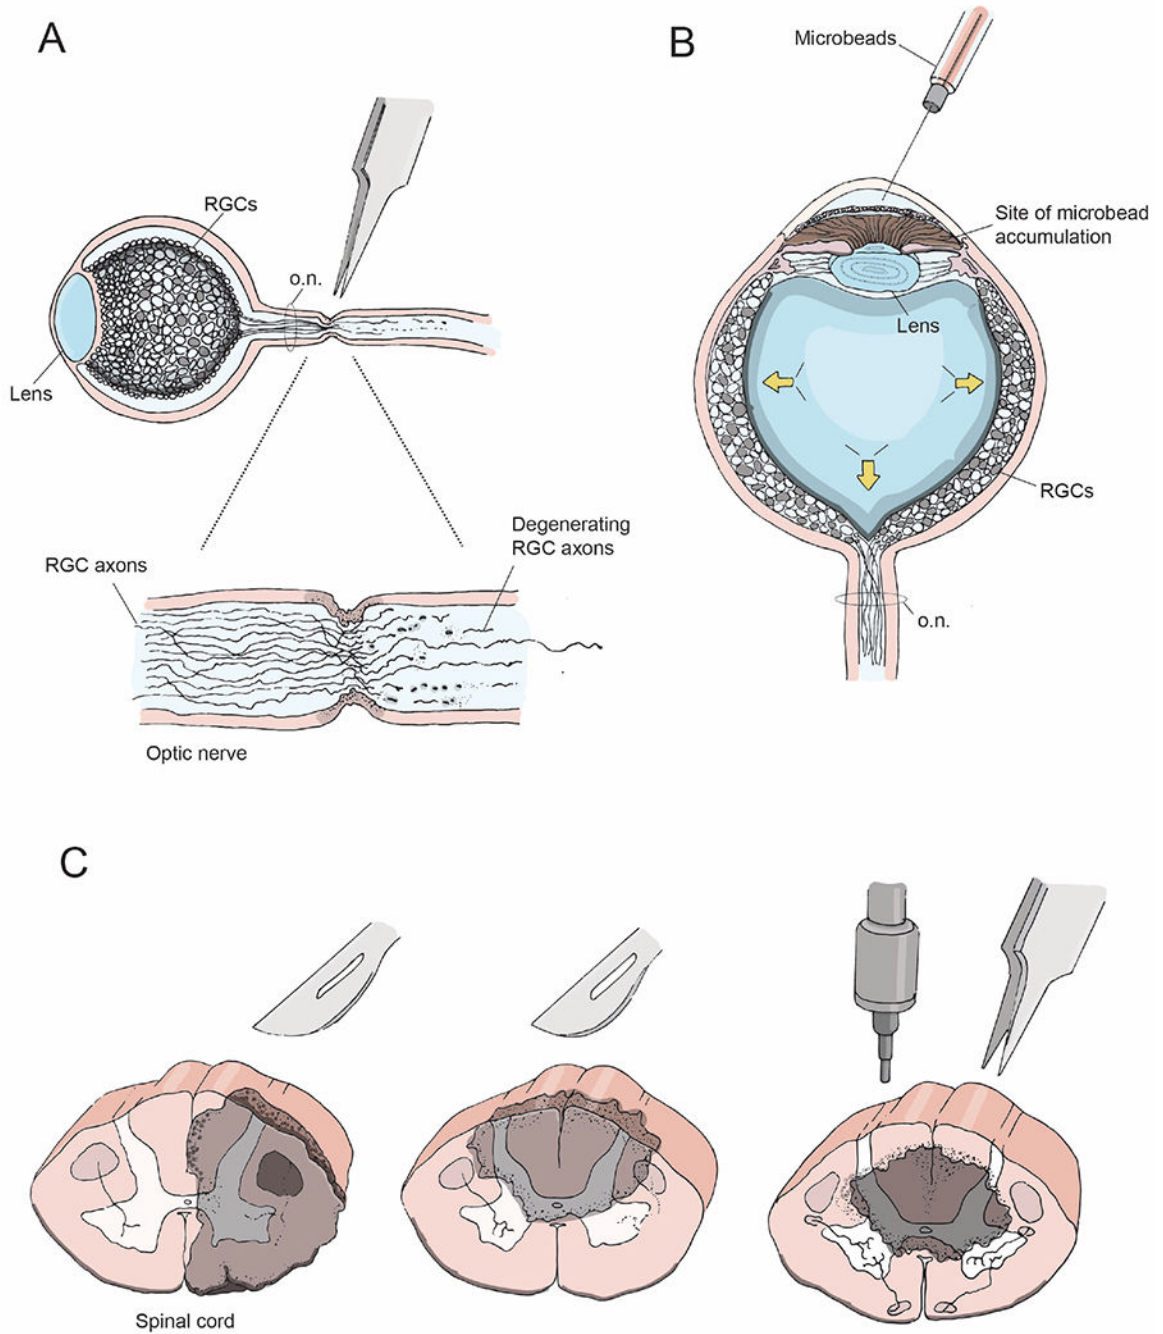 A
RGCs
o.n.
Lens
Degenerating
RGC axons
RGC axons
Optic nerve
B
Microbeads
Site of microbead
accumulation
Lens
RGCs
o.n.
C
Spinal cord